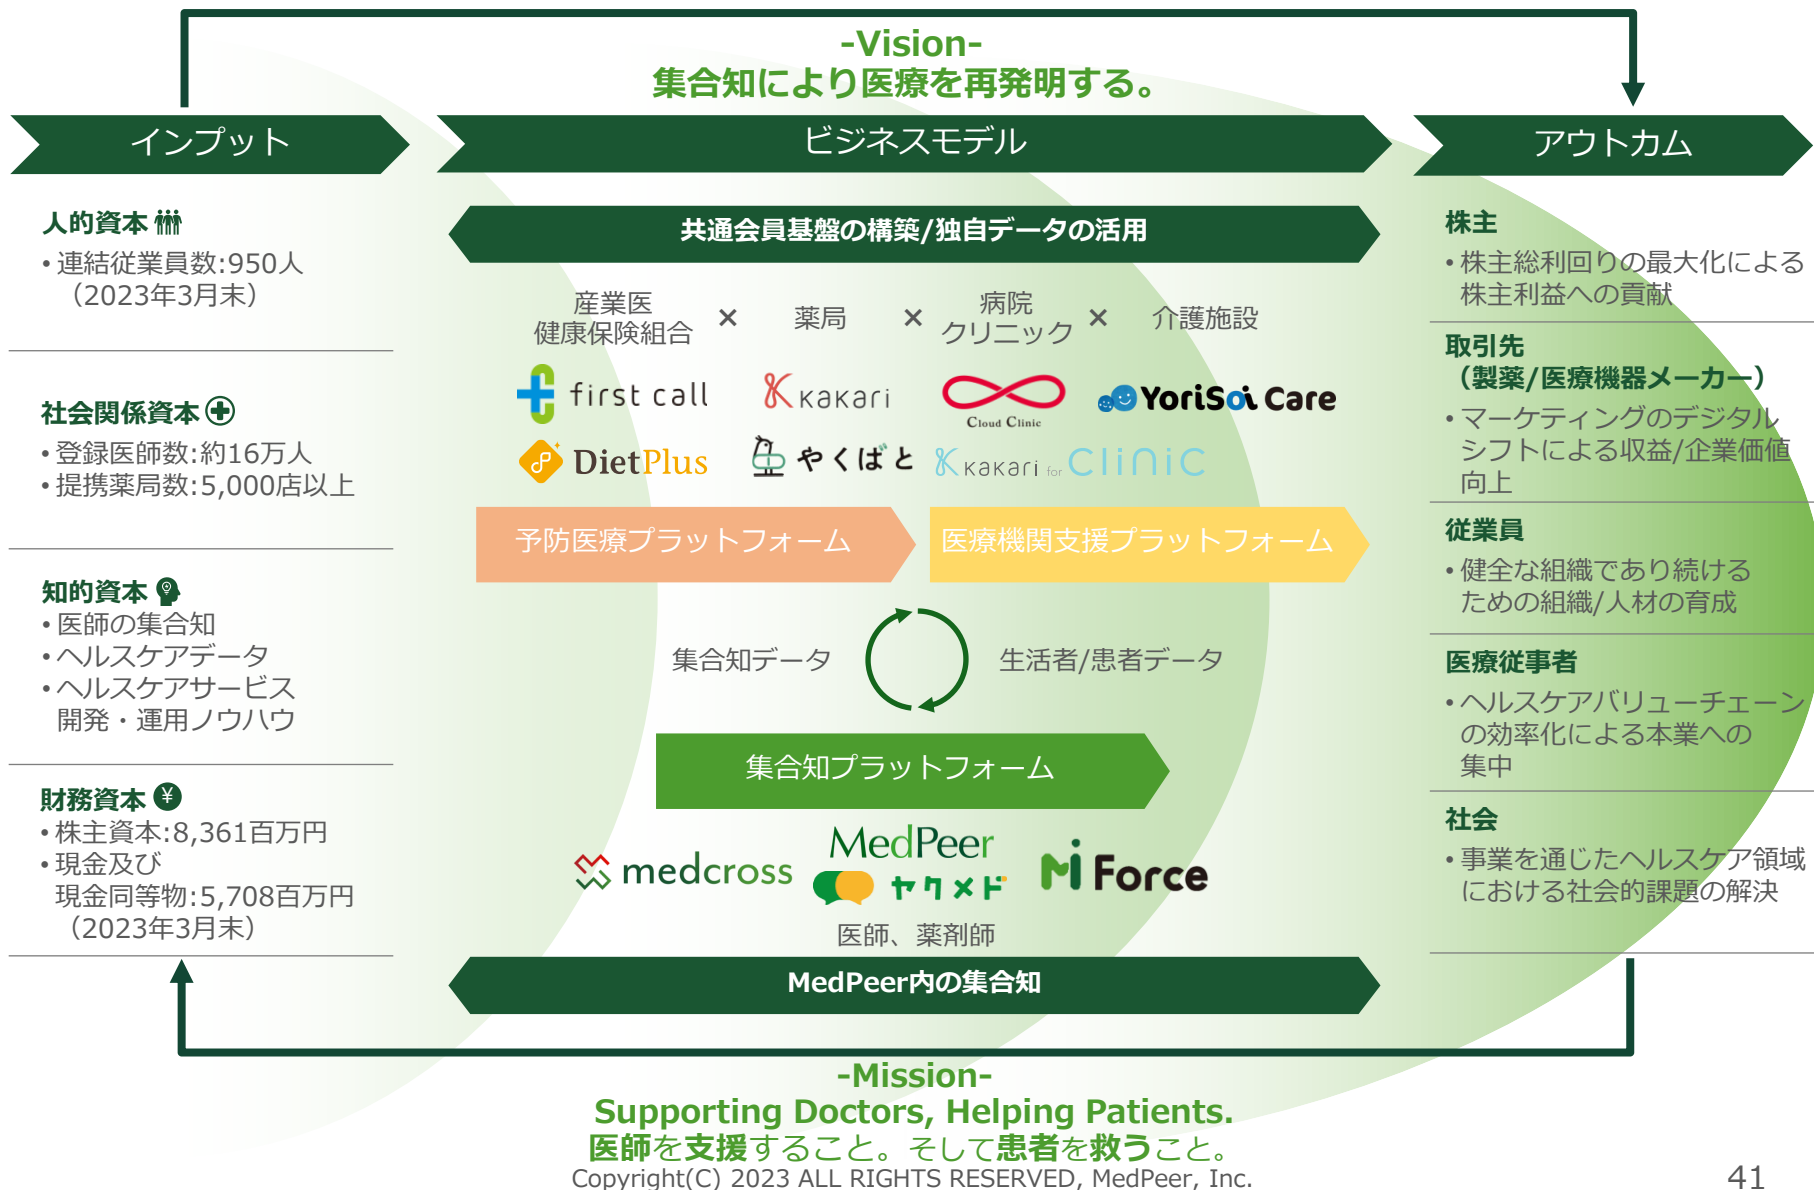 -Vision-
集合知により医療を再発明する。
インプット
ビジネスモデル
アウトカム
人的資本
・連結従業員数:950人
（2023年3月末）
社会関係資本
・登録医師数:約16万人
・提携薬局数:5,000店以上
知的資本
・医師の集合知
・ヘルスケアデータ
・ヘルスケアサービス
開発・運用ノウハウ
財務資本 ¥
・株主資本:8,361百万円
・現金及び
現金同等物:5,708百万円
（2023年3月末）
共通会員基盤の構築/独自データの活用
産業医
健康保険組合
×
薬局
×
病院
クリニック
×
介護施設
first call
kakari
Cloud Clinic
YoriSoi Care
DietPlus
やくばと
kakari for CLiNiC
予防医療プラットフォーム
医療機関支援プラットフォーム
集合知データ
生活者/患者データ
集合知プラットフォーム
medcross
MedPeer
ヤクメド
Mi Force
医師、薬剤師
MedPeer内の集合知
株主
・株主総利回りの最大化による
株主利益への貢献
取引先
（製薬/医療機器メーカー）
・マーケティングのデジタル
シフトによる収益/企業価値
向上
従業員
・健全な組織であり続ける
ための組織/人材の育成
医療従事者
・ヘルスケアバリューチェーン
の効率化による本業への
集中
社会
・事業を通じたヘルスケア領域
における社会的課題の解決
-Mission-
Supporting Doctors, Helping Patients.
医師を支援すること。そして患者を救うこと。
Copyright(C) 2023 ALL RIGHTS RESERVED, MedPeer, Inc.
41